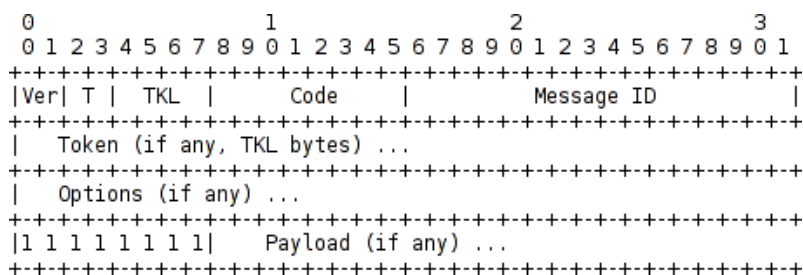 0                   1                   2                   3
 0 1 2 3 4 5 6 7 8 9 0 1 2 3 4 5 6 7 8 9 0 1 2 3 4 5 6 7 8 9 0 1
+-+-+-+-+-+-+-+-+-+-+-+-+-+-+-+-+-+-+-+-+-+-+-+-+-+-+-+-+-+-+-+-+
|Ver| T |  TKL  |      Code     |          Message ID           |
+-+-+-+-+-+-+-+-+-+-+-+-+-+-+-+-+-+-+-+-+-+-+-+-+-+-+-+-+-+-+-+-+
|   Token (if any, TKL bytes) ...
+-+-+-+-+-+-+-+-+-+-+-+-+-+-+-+-+-+-+-+-+-+-+-+-+-+-+-+-+-+-+-+-+
|   Options (if any) ...
+-+-+-+-+-+-+-+-+-+-+-+-+-+-+-+-+-+-+-+-+-+-+-+-+-+-+-+-+-+-+-+-+
|1 1 1 1 1 1 1 1|    Payload (if any) ...
+-+-+-+-+-+-+-+-+-+-+-+-+-+-+-+-+-+-+-+-+-+-+-+-+-+-+-+-+-+-+-+-+